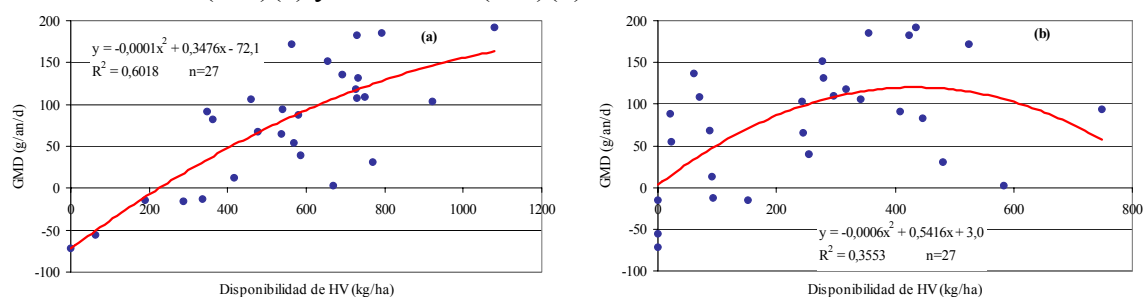 (a)
y = -0,0001x² + 0,3476x - 72,1
R² = 0,6018 n=27
GMD (g/an/d)
200
150
100
50
0
-50
-100
0 200 400 600 800 1000 1200
Disponibilidad de HV (kg/ha)
(b)
y = -0,0006x² + 0,5416x + 3,0
R² = 0,3553 n=27
GMD (g/an/d)
200
150
100
50
0
-50
-100
0 200 400 600 800
Disponibilidad de HV (kg/ha)